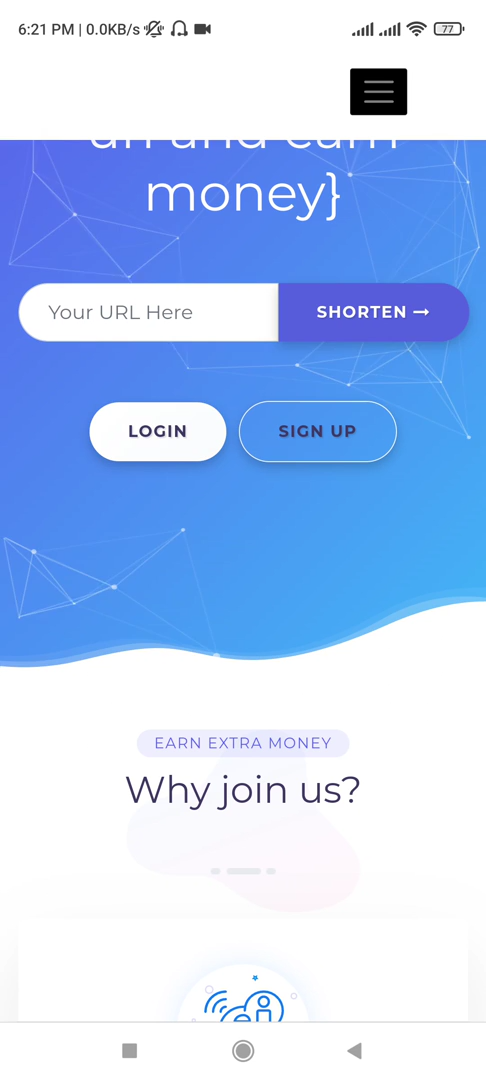 6:21 PM | 0.0KB/s
77
money}
Your URL Here
SHORTEN
LOGIN
SIGN UP
EARN EXTRA MONEY
Why join us?